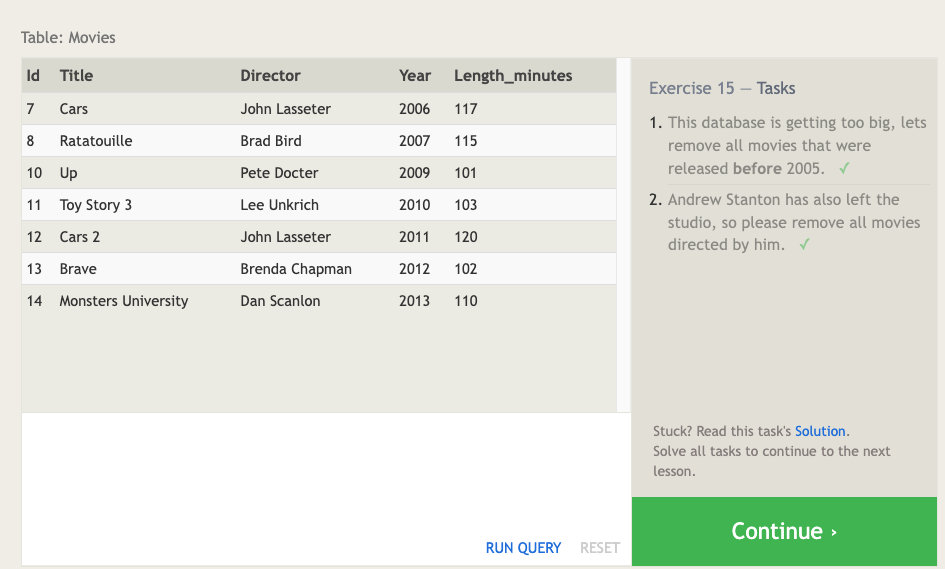 Table: Movies
Id Title Director Year Length_minutes
7 Cars John Lasseter 2006 117
8 Ratatouille Brad Bird 2007 115
10 Up Pete Docter 2009 101
11 Toy Story 3 Lee Unkrich 2010 103
12 Cars 2 John Lasseter 2011 120
13 Brave Brenda Chapman 2012 102
14 Monsters University Dan Scanlon 2013 110
RUN QUERY RESET
Exercise 15 — Tasks
1. This database is getting too big, lets
remove all movies that were
released before 2005. ✓
2. Andrew Stanton has also left the
studio, so please remove all movies
directed by him. ✓
Stuck? Read this task's Solution.
Solve all tasks to continue to the next
lesson.
Continue ›